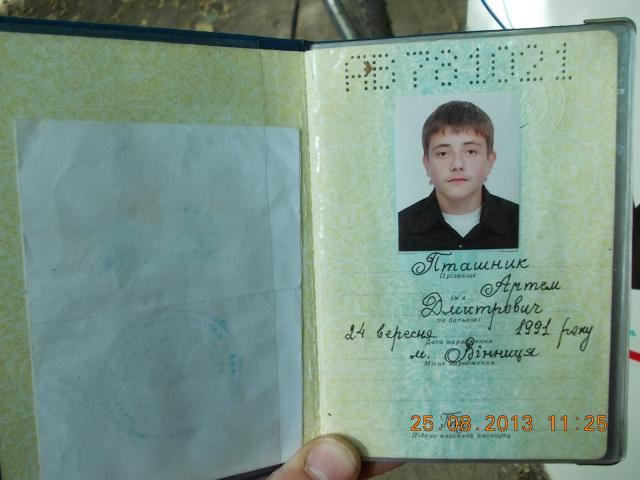 АВ781021
Пташник
Прізвище
Артем
ім'я
Дмитрович
по батькові
24 вересня 1991 року
Дата народження
м. Вінниця
Місце народження
25.08.2013 11:25
Підпис власника паспорта